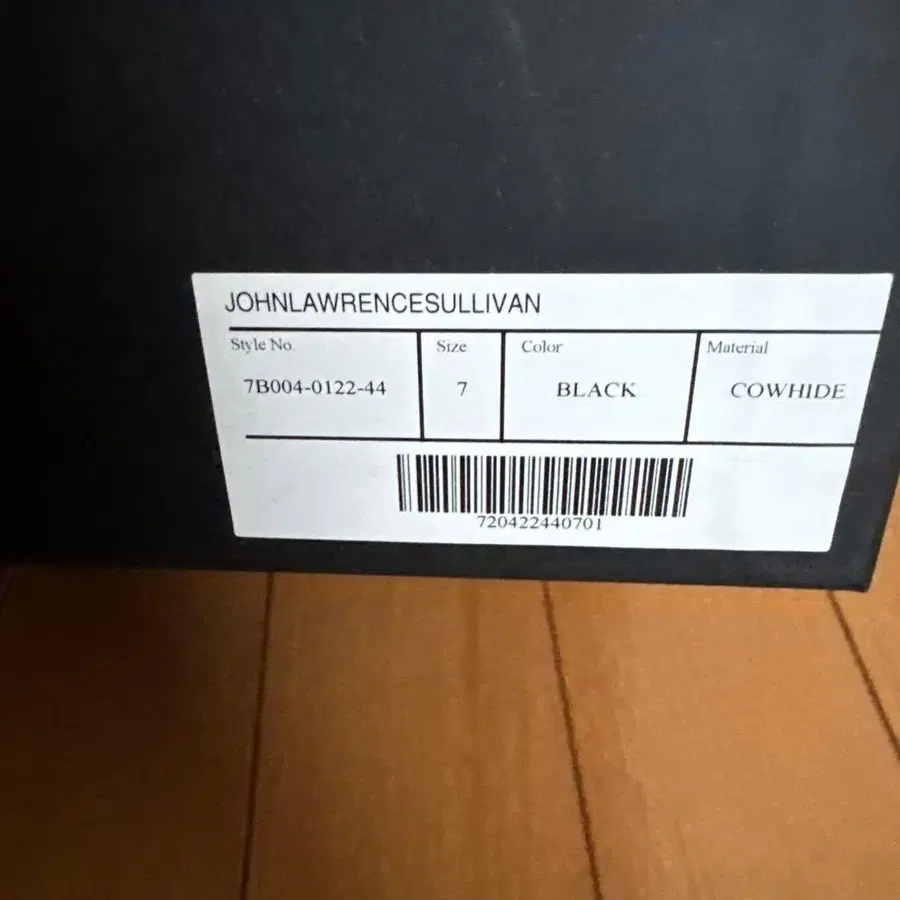 JOHNLAWRENCESULLIVAN
Style No. Size Color Material
7B004-0122-44 7 BLACK COWHIDE
720422440701